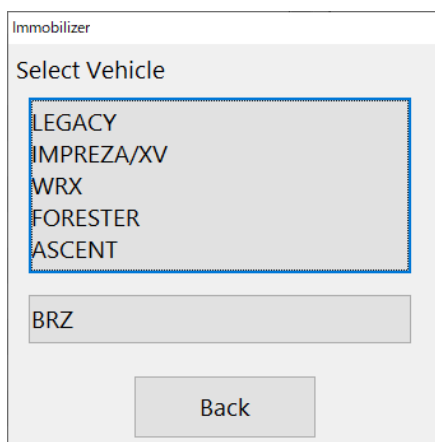 Immobilizer
Select Vehicle
LEGACY
IMPREZA/XV
WRX
FORESTER
ASCENT
BRZ
Back